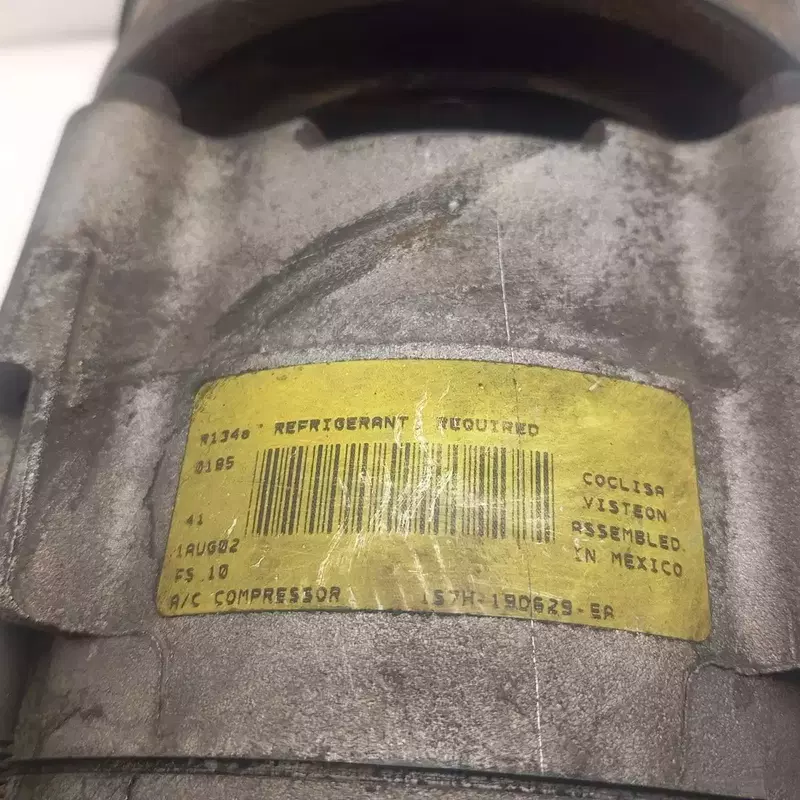 R134a REFRIGERANT REQUIRED
0185
41
1AUG02
FS 10
COCLISA
VISTEON
ASSEMBLED
IN MEXICO
A/C COMPRESSOR 1S7H-19D629-EA